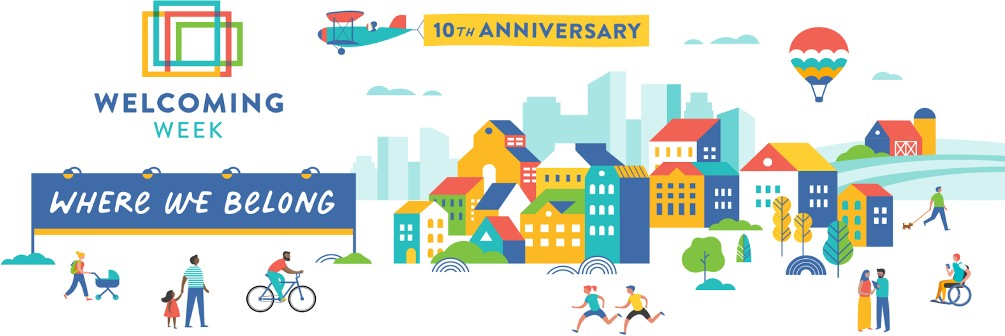 WELCOMING
WEEK
10TH ANNIVERSARY
WHERE WE BELONG